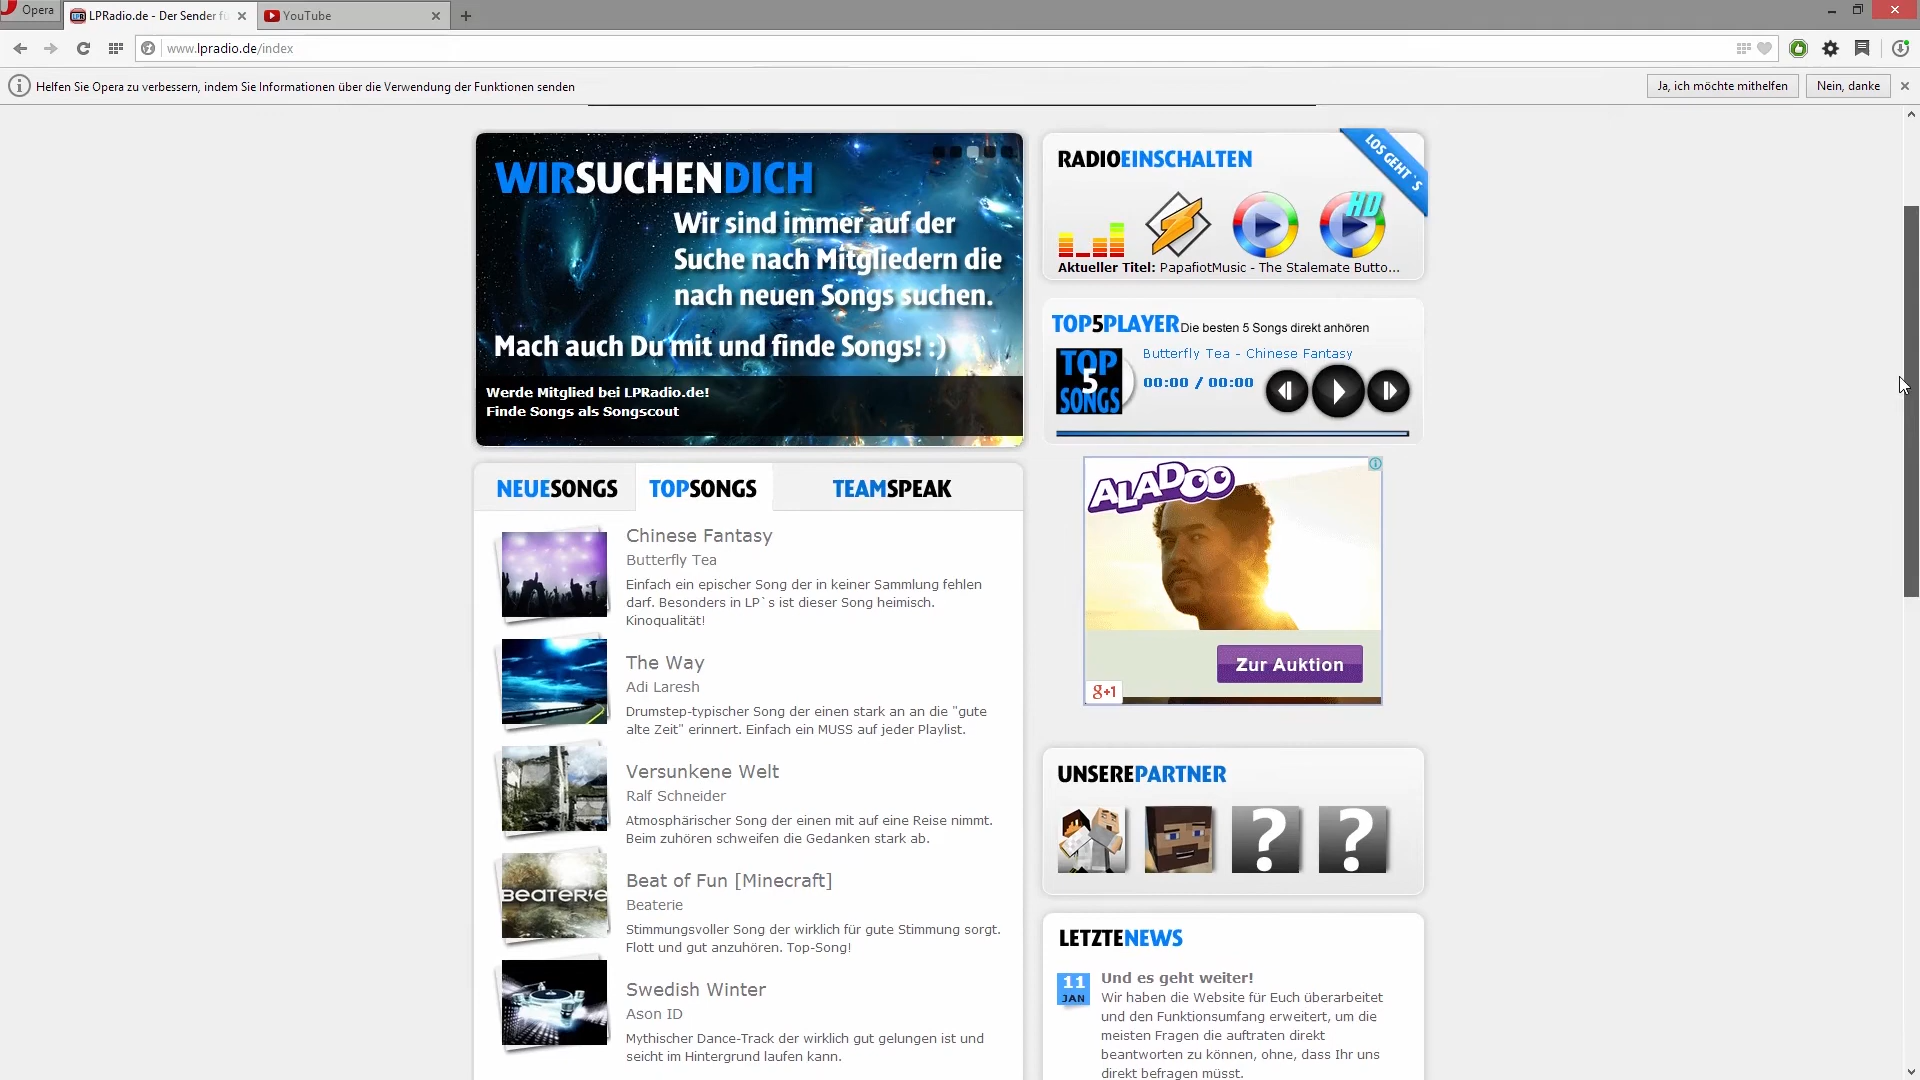 Opera
LPRadio.de - Der Sender fü
YouTube
www.lpradio.de/index
Helfen Sie Opera zu verbessern, indem Sie Informationen über die Verwendung der Funktionen senden
Ja, ich möchte mithelfen
Nein, danke
WIRSUCHENDICH
Wir sind immer auf der
Suche nach Mitgliedern die
nach neuen Songs suchen.
Mach auch Du mit und finde Songs! :)
Werde Mitglied bei LPRadio.de!
Finde Songs als Songscout
RADIOEINSCHALTEN
LOS GEHT`S
HD
Aktueller Titel: PapafiotMusic - The Stalemate Butto...
TOP5PLAYER Die besten 5 Songs direkt anhören
TOP
5
SONGS
Butterfly Tea - Chinese Fantasy
00:00 / 00:00
ALADOO
Zur Auktion
g+1
NEUESONGS
TOPSONGS
TEAMSPEAK
Chinese Fantasy
Butterfly Tea
Einfach ein epischer Song der in keiner Sammlung fehlen
darf. Besonders in LP`s ist dieser Song heimisch.
Kinoqualität!
The Way
Adi Laresh
Drumstep-typischer Song der einen stark an an die "gute
alte Zeit" erinnert. Einfach ein MUSS auf jeder Playlist.
Versunkene Welt
Ralf Schneider
Atmosphärischer Song der einen mit auf eine Reise nimmt.
Beim zuhören schweifen die Gedanken stark ab.
BEATERIE
Beat of Fun [Minecraft]
Beaterie
Stimmungsvoller Song der wirklich für gute Stimmung sorgt.
Flott und gut anzuhören. Top-Song!
Swedish Winter
Ason ID
Mythischer Dance-Track der wirklich gut gelungen ist und
seicht im Hintergrund laufen kann.
UNSEREPARTNER
? ?
LETZTENEWS
11
JAN
Und es geht weiter!
Wir haben die Website für Euch überarbeitet
und den Funktionsumfang erweitert, um die
meisten Fragen die auftraten direkt
beantworten zu können, ohne, dass Ihr uns
direkt befragen müsst.